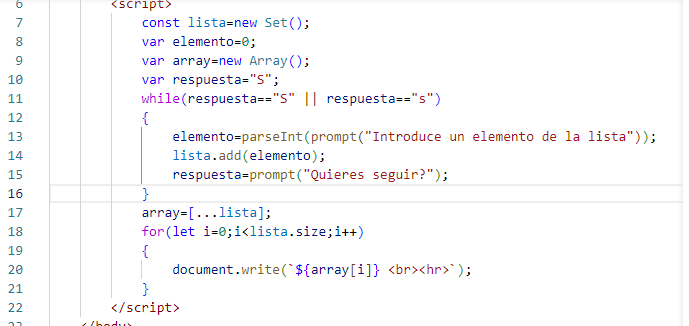 6 <script>
7 const lista=new Set();
8 var elemento=0;
9 var array=new Array();
10 var respuesta="S";
11 while(respuesta=="S" || respuesta=="s")
12 {
13 elemento=parseInt(prompt("Introduce un elemento de la lista"));
14 lista.add(elemento);
15 respuesta=prompt("Quieres seguir?");
16 }
17 array=[...lista];
18 for(let i=0;i<lista.size;i++)
19 {
20 document.write(`${array[i]} <br><hr>`);
21 }
22 </script>
23 </body>